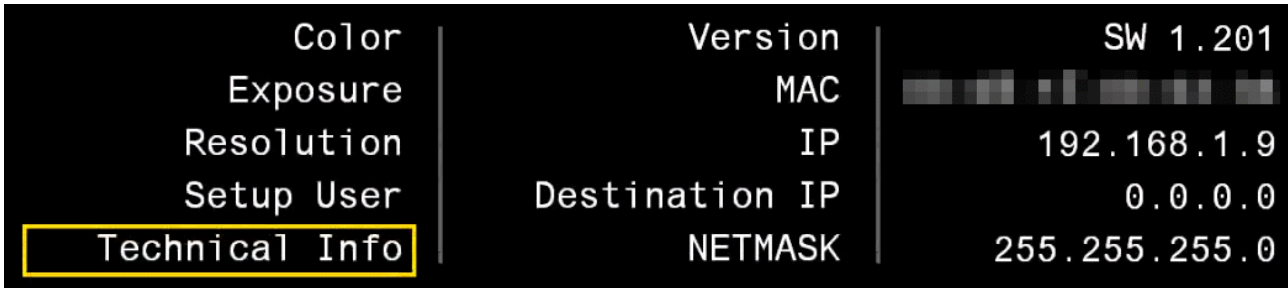 Color Version SW 1.201
Exposure MAC
Resolution IP 192.168.1.9
Setup User Destination IP 0.0.0.0
Technical Info NETMASK 255.255.255.0